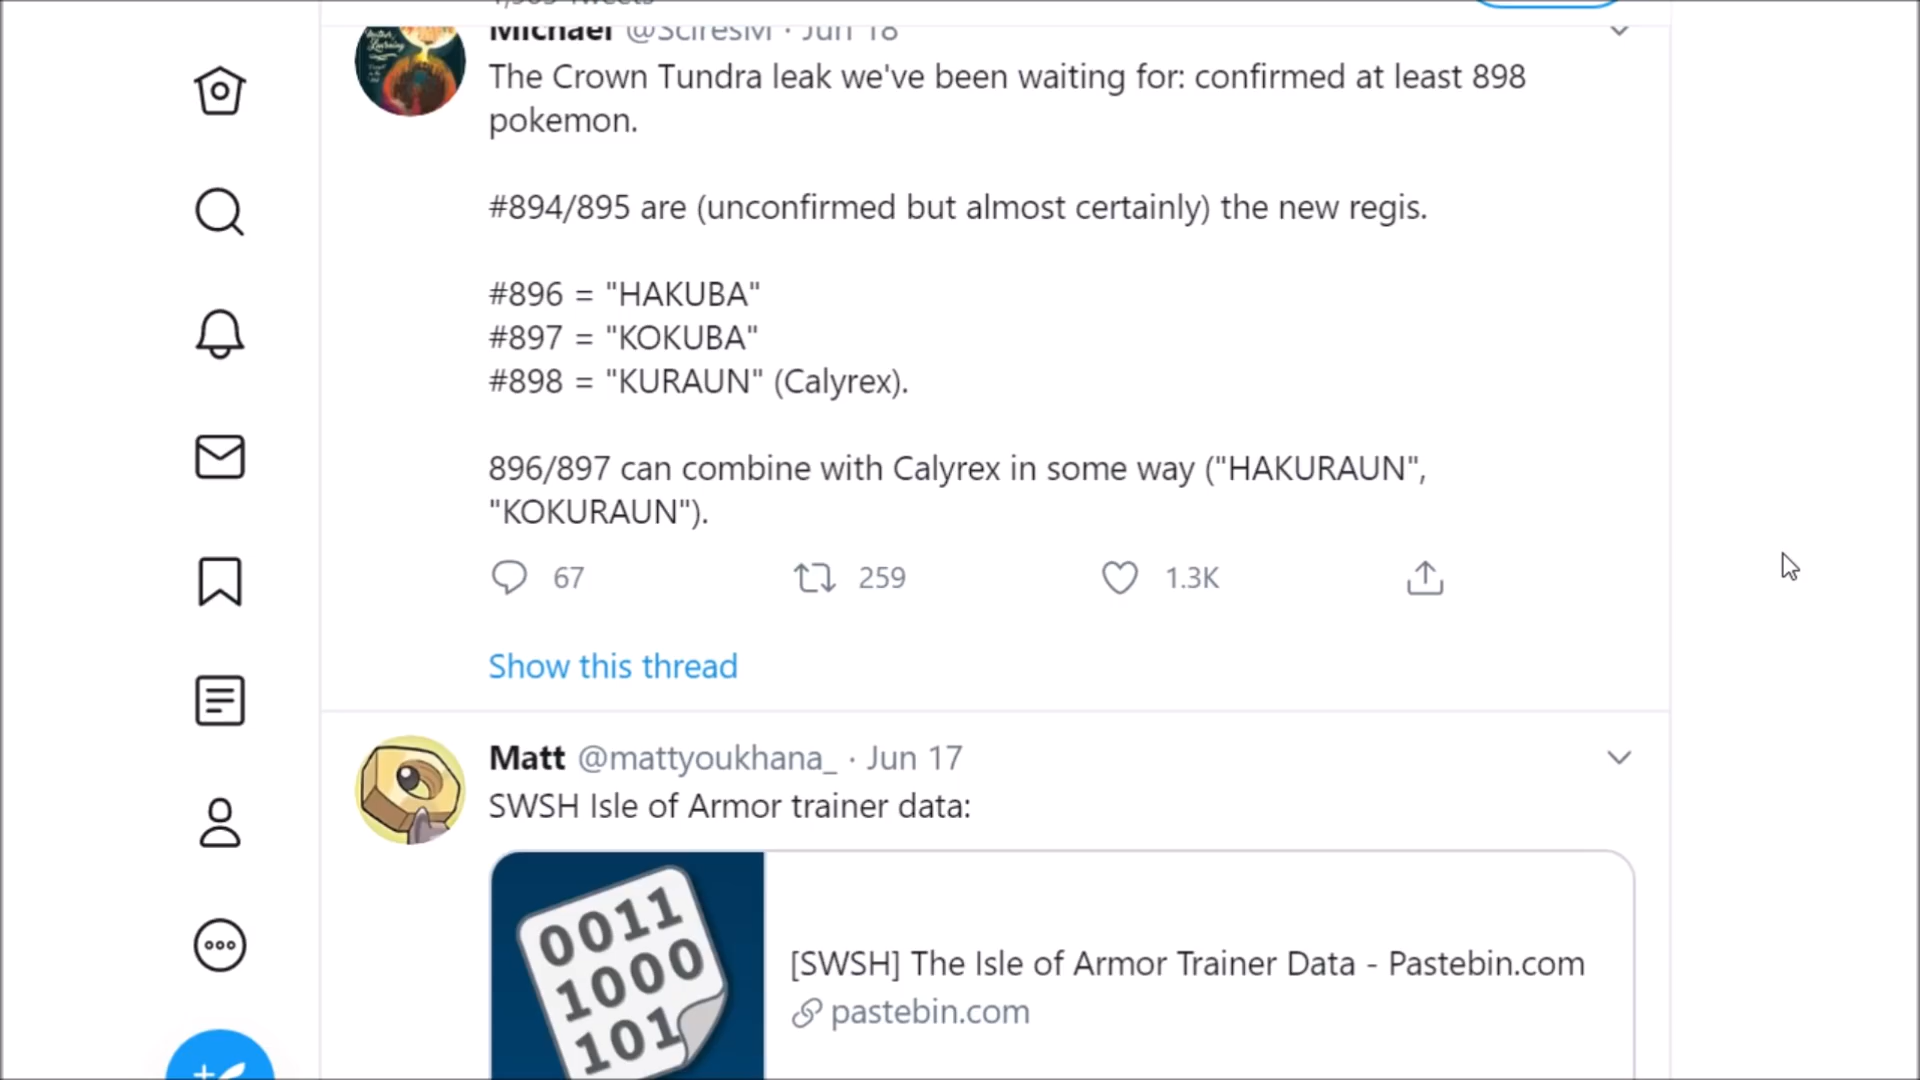 Michael @SciresM · Jun 18
The Crown Tundra leak we've been waiting for: confirmed at least 898
pokemon.
#894/895 are (unconfirmed but almost certainly) the new regis.
#896 = "HAKUBA"
#897 = "KOKUBA"
#898 = "KURAUN" (Calyrex).
896/897 can combine with Calyrex in some way ("HAKURAUN",
"KOKURAUN").
67 259 1.3K
Show this thread
Matt @mattyoukhana_ · Jun 17
SWSH Isle of Armor trainer data:
0011
1000
101
[SWSH] The Isle of Armor Trainer Data - Pastebin.com
pastebin.com